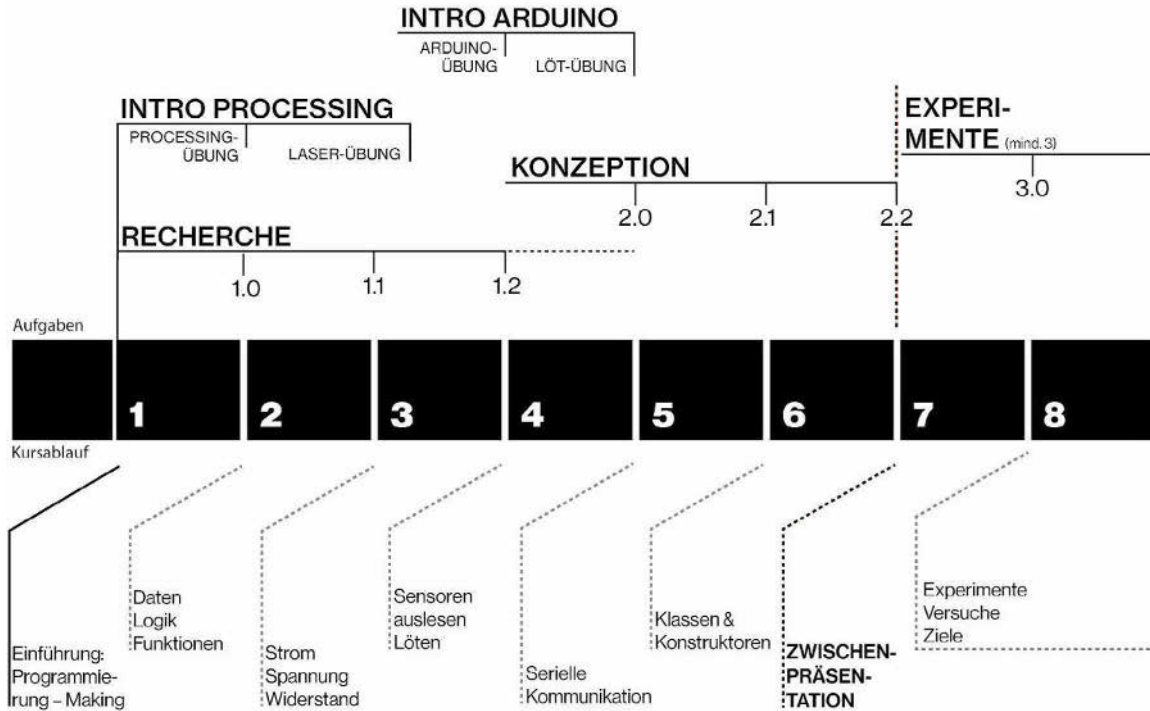 INTRO ARDUINO
ARDUINO-
ÜBUNG
LÖT-ÜBUNG
INTRO PROCESSING
PROCESSING-
ÜBUNG
LASER-ÜBUNG
EXPERI-
MENTE (mind. 3)
3.0
KONZEPTION
2.0
2.1
2.2
RECHERCHE
1.0
1.1
1.2
Aufgaben
1
2
3
4
5
6
7
8
Kursablauf
Einführung:
Programmie-
rung – Making
Daten
Logik
Funktionen
Strom
Spannung
Widerstand
Sensoren
auslesen
Löten
Serielle
Kommunikation
Klassen &
Konstruktoren
ZWISCHEN-
PRÄSEN-
TATION
Experimente
Versuche
Ziele